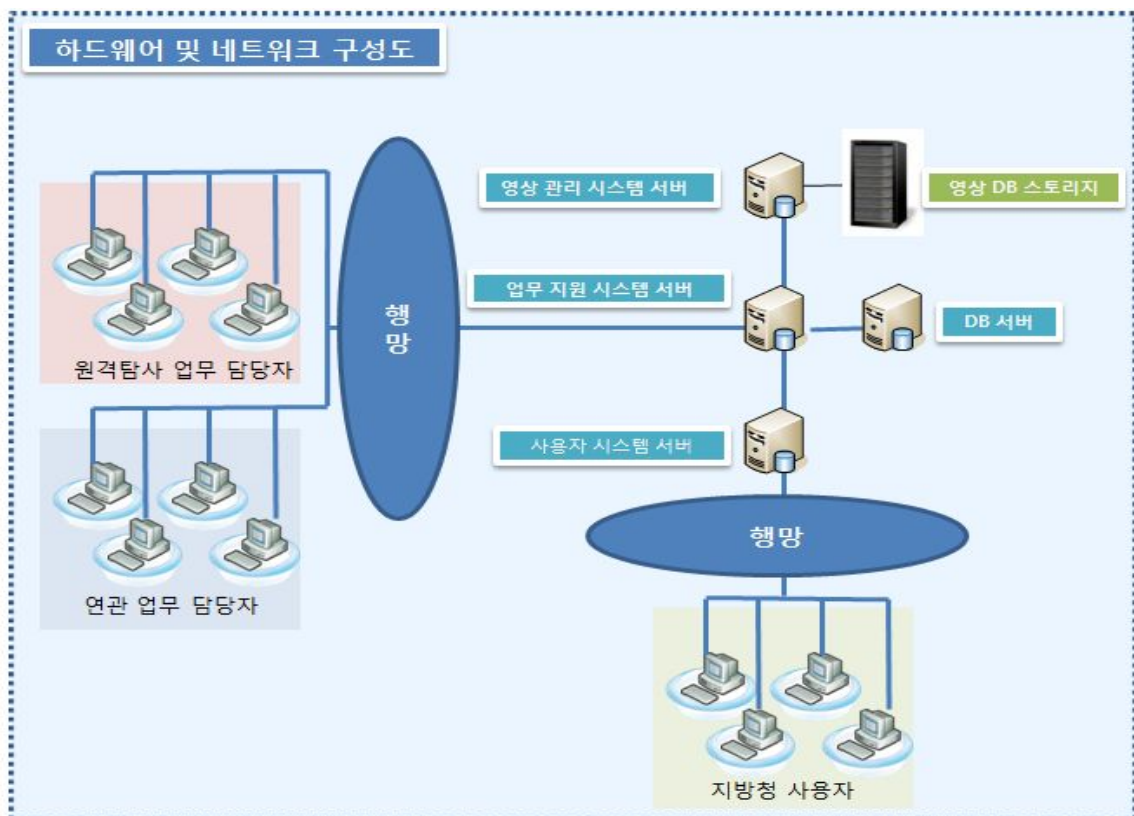 하드웨어 및 네트워크 구성도
영상 관리 시스템 서버
영상 DB 스토리지
업무 지원 시스템 서버
DB 서버
행
망
원격탐사 업무 담당자
사용자 시스템 서버
행망
연관 업무 담당자
지방청 사용자